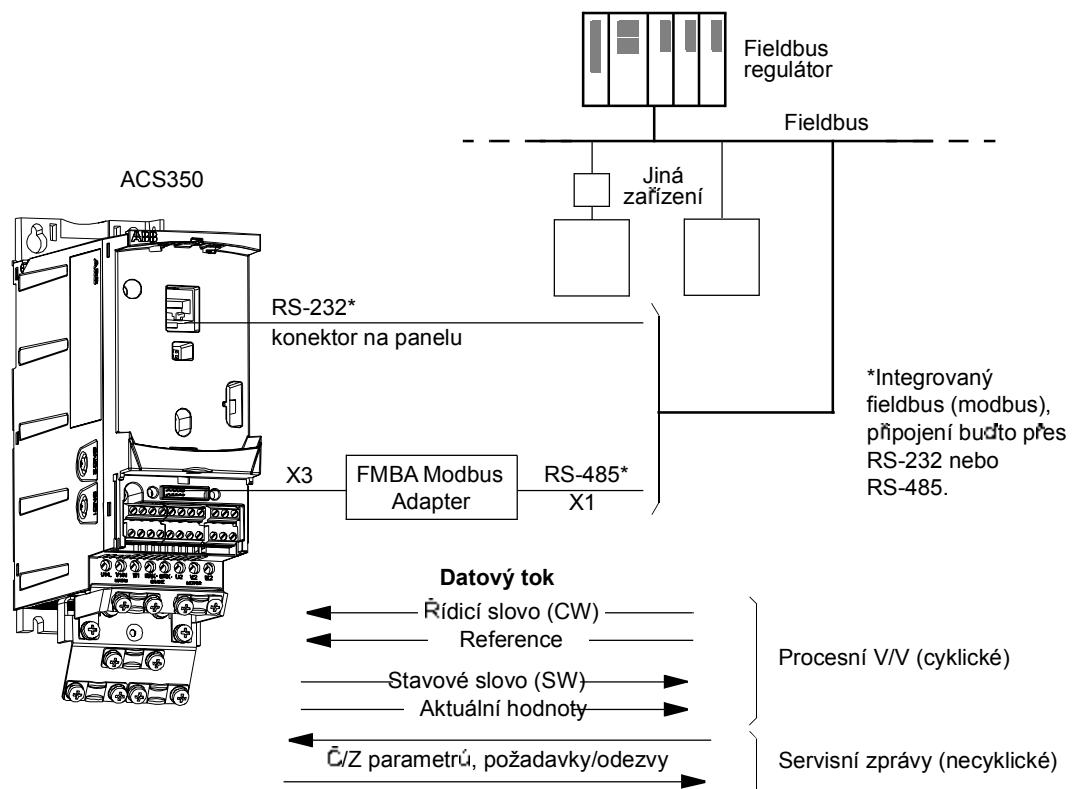 Fieldbus
regulátor
Fieldbus
ACS350
Jiná
zařízení
ABB
RS-232*
konektor na panelu
*Integrovaný
fieldbus (modbus),
připojení buďto přes
RS-232 nebo
RS-485.
X3
FMBA Modbus
Adapter
RS-485*
X1
Datový tok
Řídicí slovo (CW)
Reference
Stavové slovo (SW)
Aktuální hodnoty
Procesní V/V (cyklické)
Č/Z parametrú, požadavky/odezvy
Servisní zprávy (necyklické)